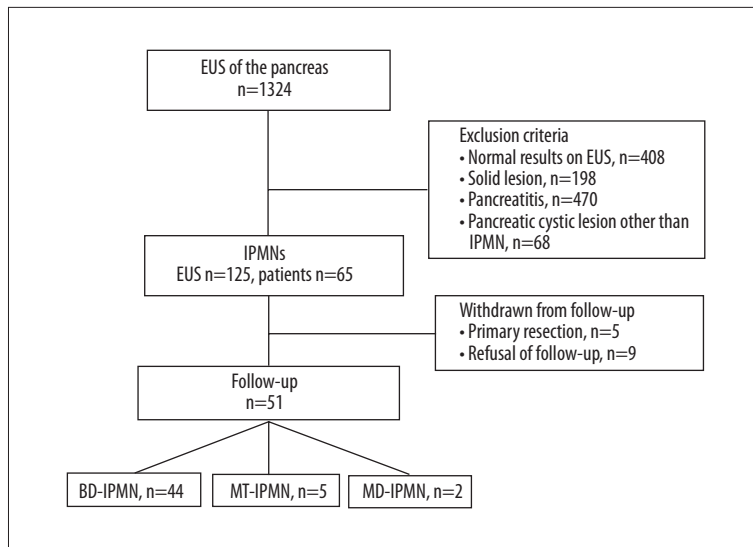 EUS of the pancreas
n=1324
Exclusion criteria
• Normal results on EUS, n=408
• Solid lesion, n=198
• Pancreatitis, n=470
• Pancreatic cystic lesion other than
IPMN, n=68
IPMNs
EUS n=125, patients n=65
Withdrawn from follow-up
• Primary resection, n=5
• Refusal of follow-up, n=9
Follow-up
n=51
BD-IPMN, n=44
MT-IPMN, n=5
MD-IPMN, n=2